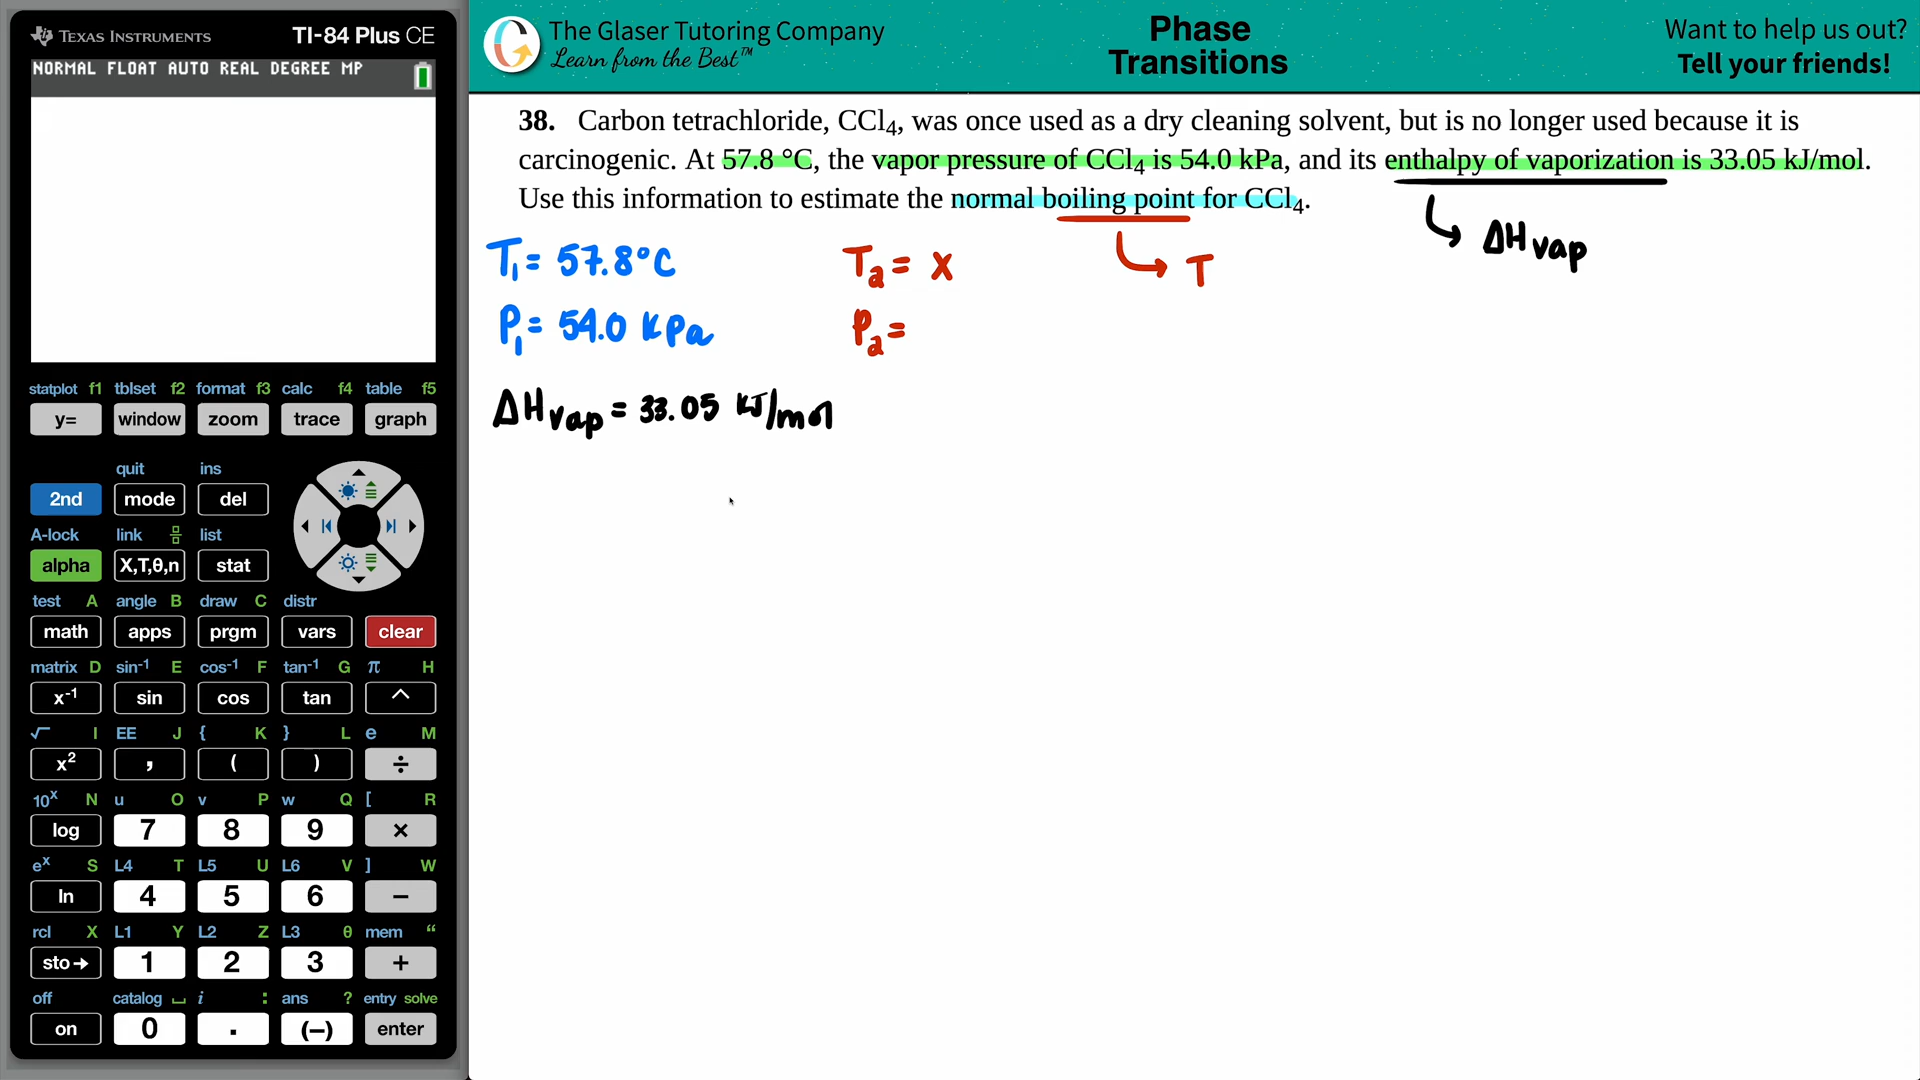 TEXAS INSTRUMENTS TI-84 Plus CE
NORMAL FLOAT AUTO REAL DEGREE MP
statplot f1 tblset f2 format f3 calc f4 table f5
y= window zoom trace graph
quit ins
2nd mode del
A-lock link list
alpha X,T,θ,n stat
test A angle B draw C distr
math apps prgm vars clear
matrix D sin⁻¹ E cos⁻¹ F tan⁻¹ G π H
x⁻¹ sin cos tan ^
√ I EE J { K } L e M
x² , ( ) ÷
10ˣ N u O v P w Q [ R
log 7 8 9 ×
eˣ S L4 T L5 U L6 V ] W
ln 4 5 6 −
rcl X L1 Y L2 Z L3 θ mem “
sto→ 1 2 3 +
off catalog ⎵ i : ans ? entry solve
on 0 . (−) enter
The Glaser Tutoring Company
Learn from the Best™
Phase
Transitions
Want to help us out?
Tell your friends!
38. Carbon tetrachloride, CCl₄, was once used as a dry cleaning solvent, but is no longer used because it is
carcinogenic. At 57.8 °C, the vapor pressure of CCl₄ is 54.0 kPa, and its enthalpy of vaporization is 33.05 kJ/mol.
Use this information to estimate the normal boiling point for CCl₄.
ΔHvap
T₁ = 57.8°C T₂ = x T
P₁ = 54.0 kPa P₂ =
ΔHvap = 33.05 kJ/mol